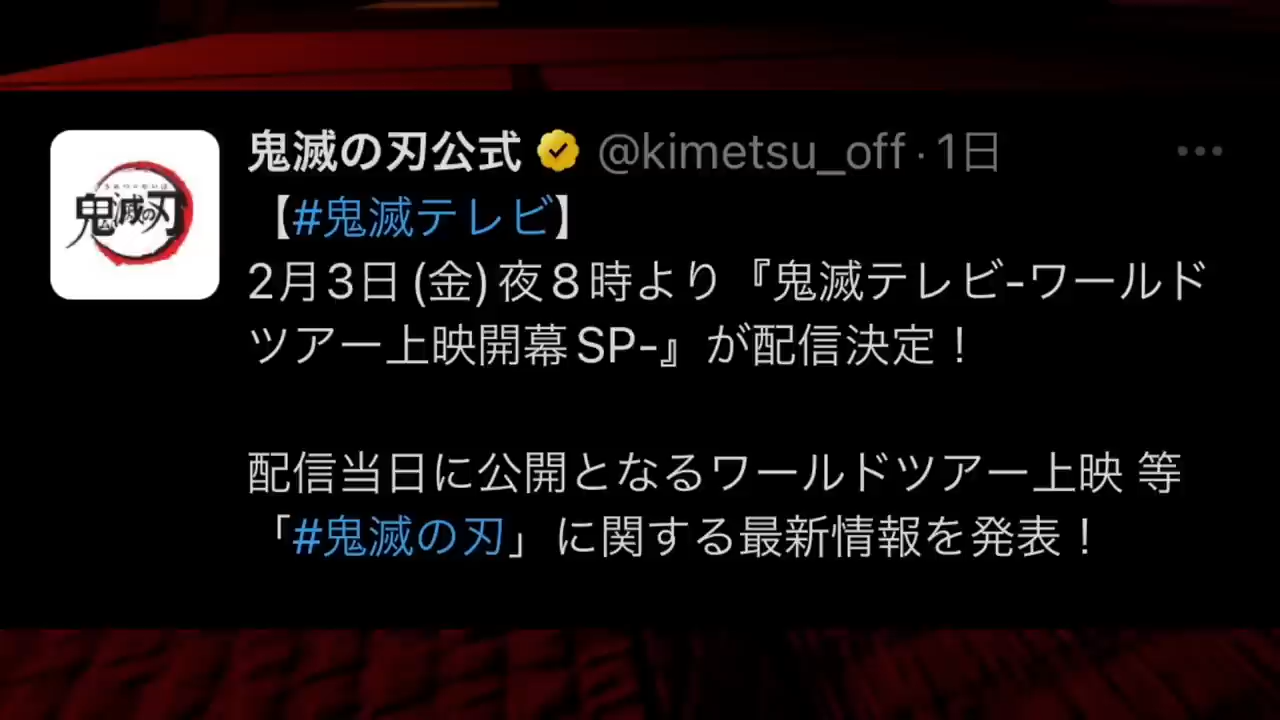 鬼滅の刃
鬼滅の刃公式 @kimetsu_off · 1日
【#鬼滅テレビ】
2月3日(金)夜8時より『鬼滅テレビ-ワールド
ツアー上映開幕SP-』が配信決定！
配信当日に公開となるワールドツアー上映 等
「#鬼滅の刃」に関する最新情報を発表！